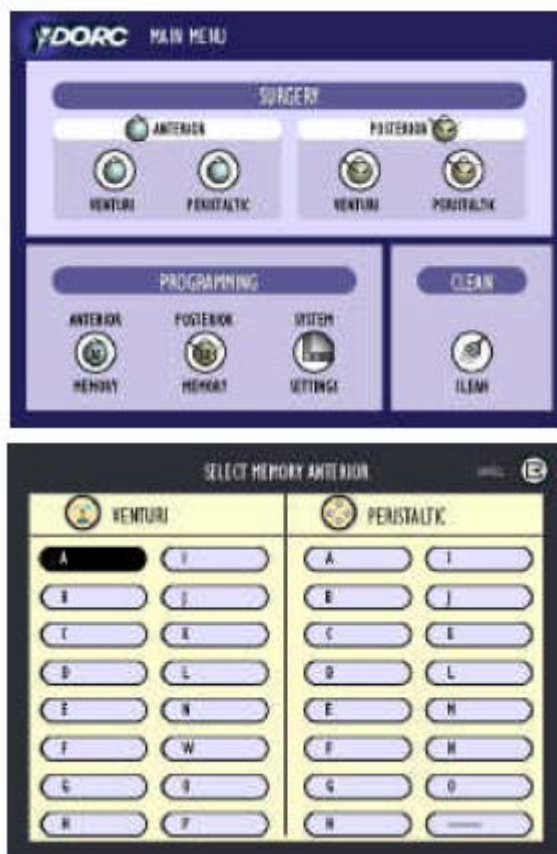 DORC MAIN MENU
SURGERY
ANTERIOR POSTERIOR
VENTURI PERISTALTIC VENTURI PERISTALTIC
PROGRAMMING CLEAN
ANTERIOR POSTERIOR SYSTEM
MEMORY MEMORY SETTINGS CLEAN
SELECT MEMORY ANTERIOR
VENTURI PERISTALTIC
A I A I
B J B J
C K C K
D L D L
E N E M
F W F N
G O G O
H P H